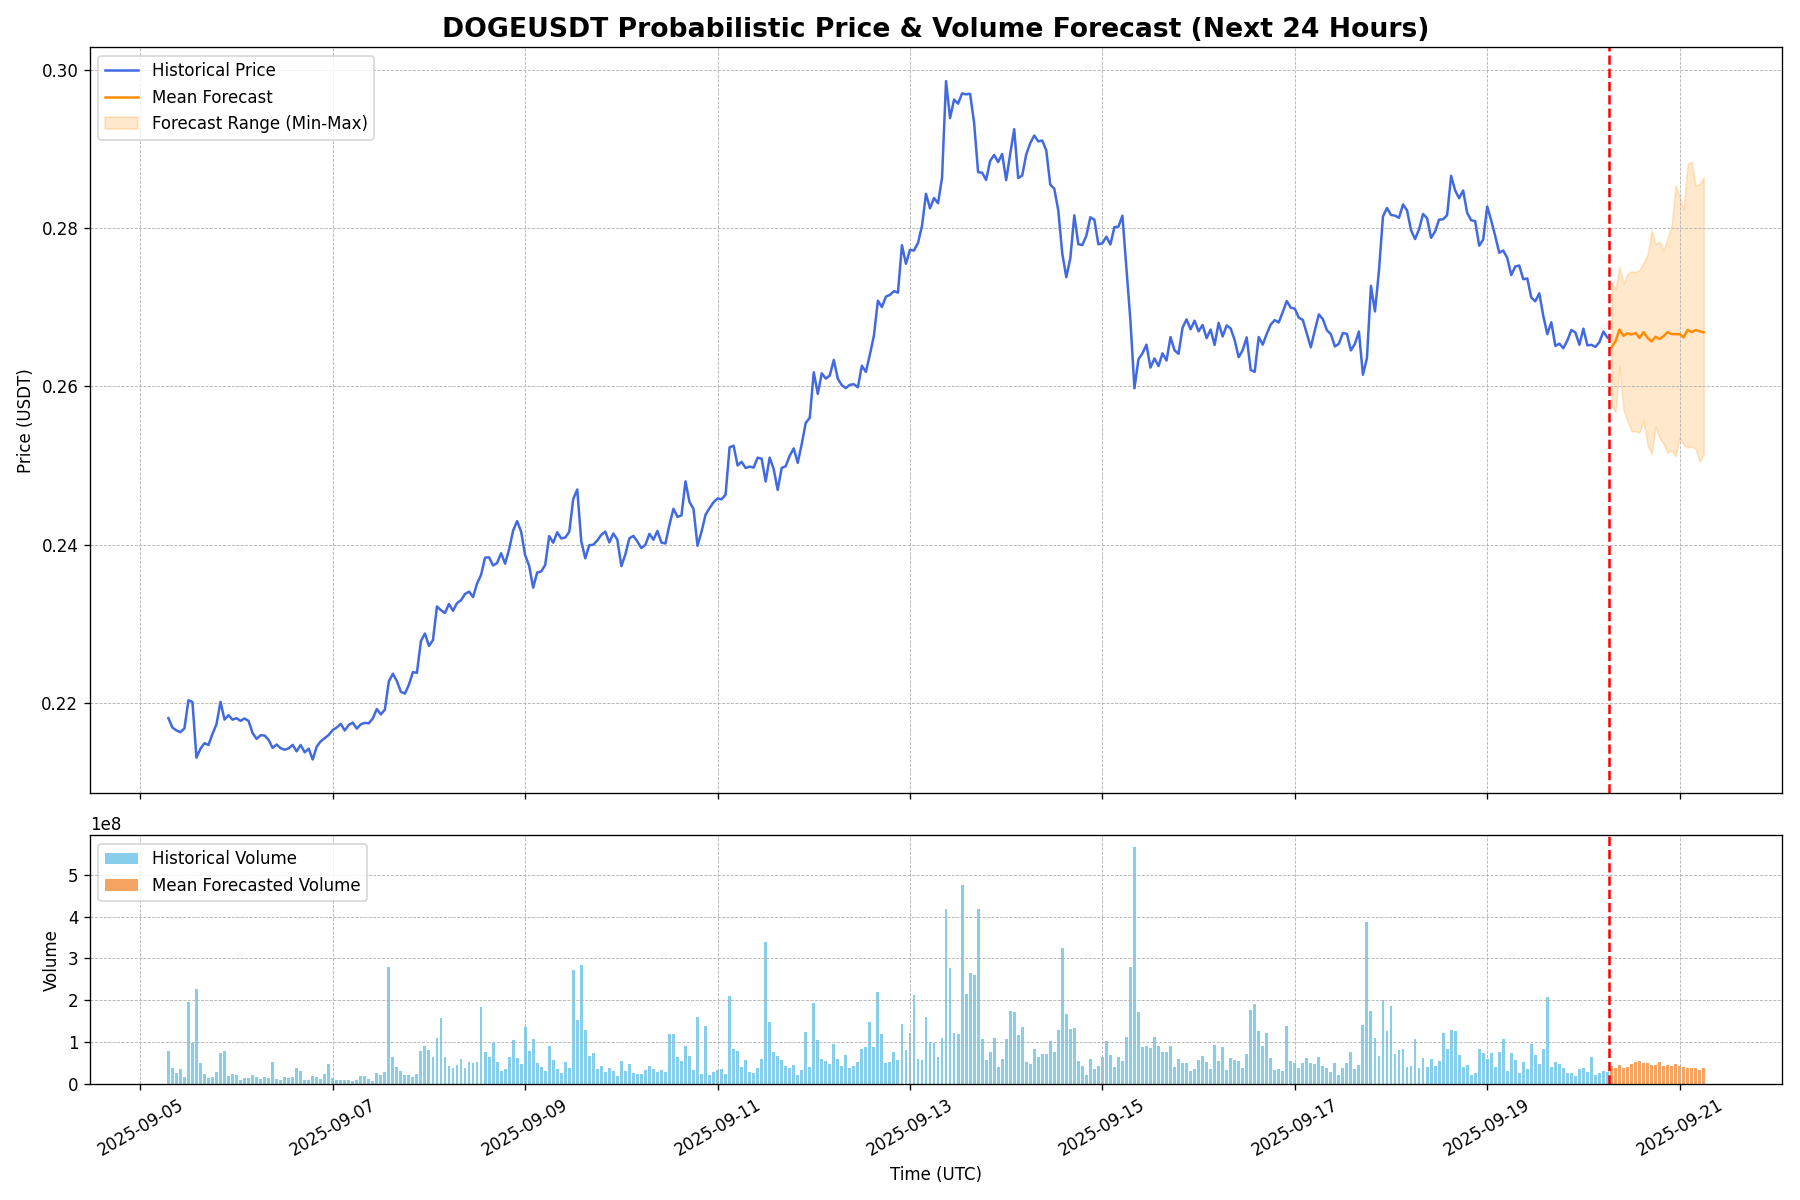 DOGEUSDT Probabilistic Price & Volume Forecast (Next 24 Hours)
Historical Price
Mean Forecast
Forecast Range (Min-Max)
Price (USDT)
0.30
0.28
0.26
0.24
0.22
1e8
Historical Volume
Mean Forecasted Volume
Volume
5
4
3
2
1
0
2025-09-05
2025-09-07
2025-09-09
2025-09-11
2025-09-13
2025-09-15
2025-09-17
2025-09-19
2025-09-21
Time (UTC)